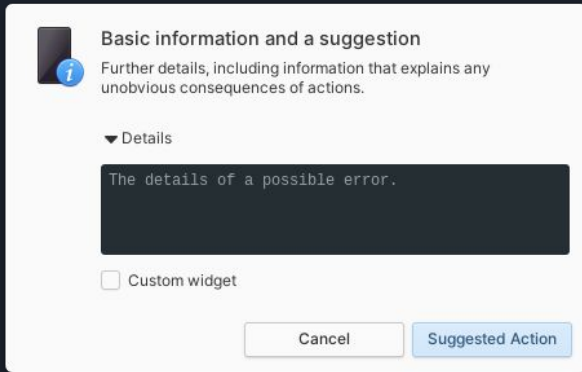 Basic information and a suggestion
Further details, including information that explains any
unobvious consequences of actions.
Details
The details of a possible error.
Custom widget
Cancel
Suggested Action